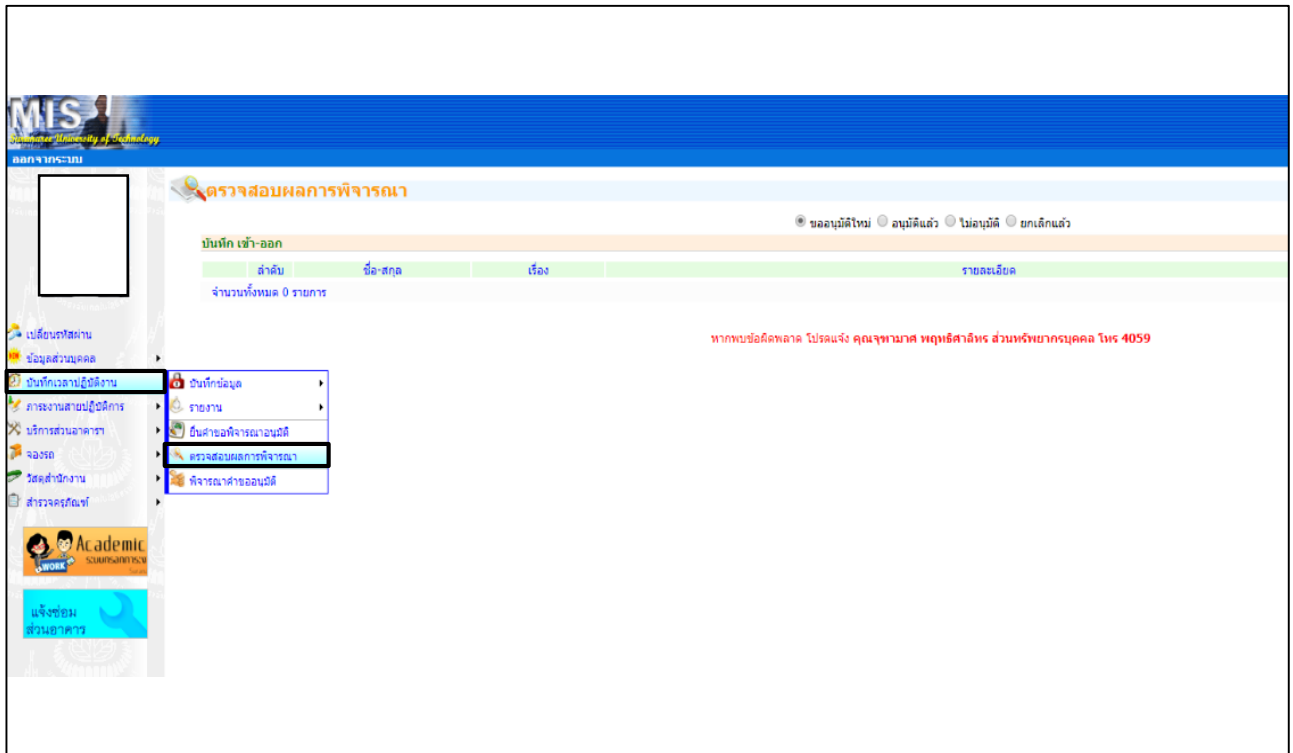 MIS
Suranaree University of Technology
ออกจากระบบ
ตรวจสอบผลการพิจารณา
ขออนุมัติใหม่ อนุมัติแล้ว ไม่อนุมัติ ยกเลิกแล้ว
บันทึก เข้า-ออก
ลำดับ ชื่อ-สกุล เรื่อง รายละเอียด
จำนวนทั้งหมด 0 รายการ
หากพบข้อผิดพลาด โปรดแจ้ง คุณจุฑามาศ พฤทธิศาลิหร ส่วนทรัพยากรบุคคล โทร 4059
เปลี่ยนรหัสผ่าน
ข้อมูลส่วนบุคคล
บันทึกเวลาปฏิบัติงาน
ภาระงานสายปฏิบัติการ
บริการส่วนอาคารฯ
จองรถ
วัสดุสำนักงาน
สำรวจครุภัณฑ์
บันทึกข้อมูล
รายงาน
ยื่นคำขอพิจารณาอนุมัติ
ตรวจสอบผลการพิจารณา
พิจารณาคำขออนุมัติ
Academic
WORK
แจ้งซ่อม
ส่วนอาคาร